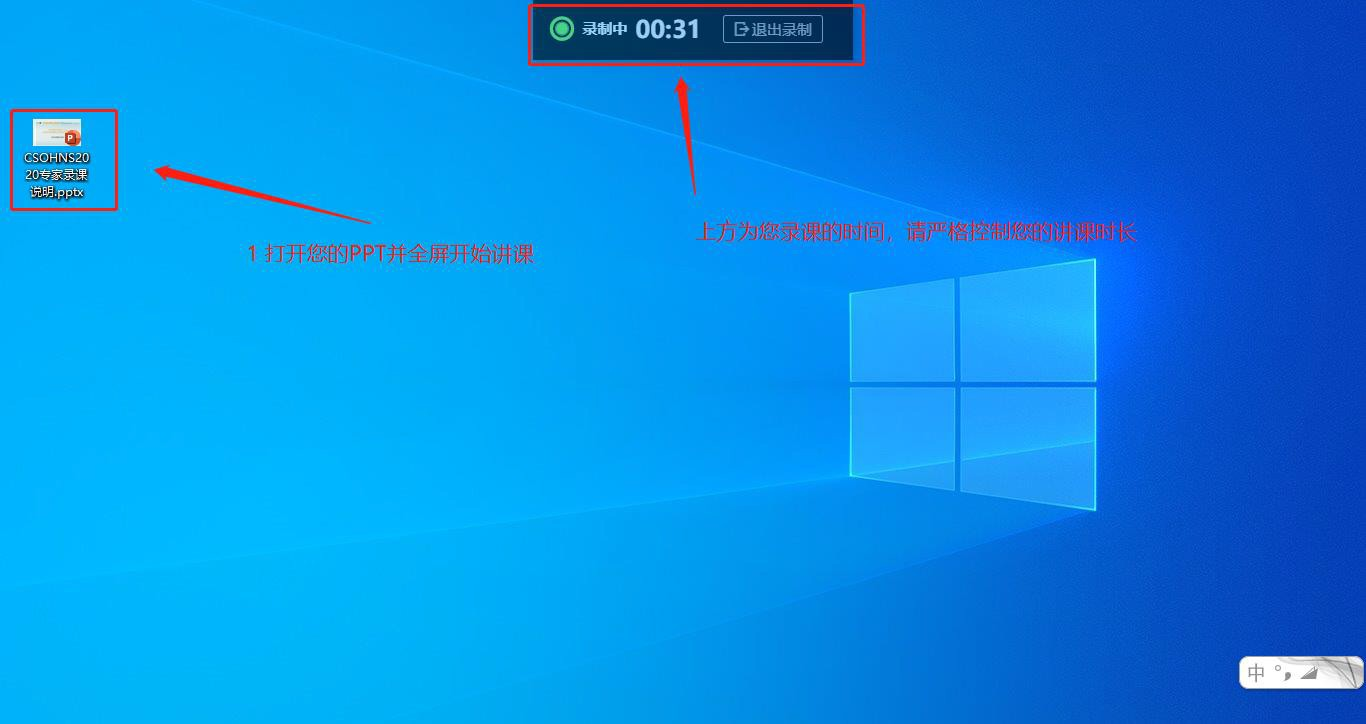 录制中 00:31 退出录制
CSOHNS20
20专家录课
说明.pptx
上方为您录课的时间，请严格控制您的讲课时长
1 打开您的PPT并全屏开始讲课
中 °,